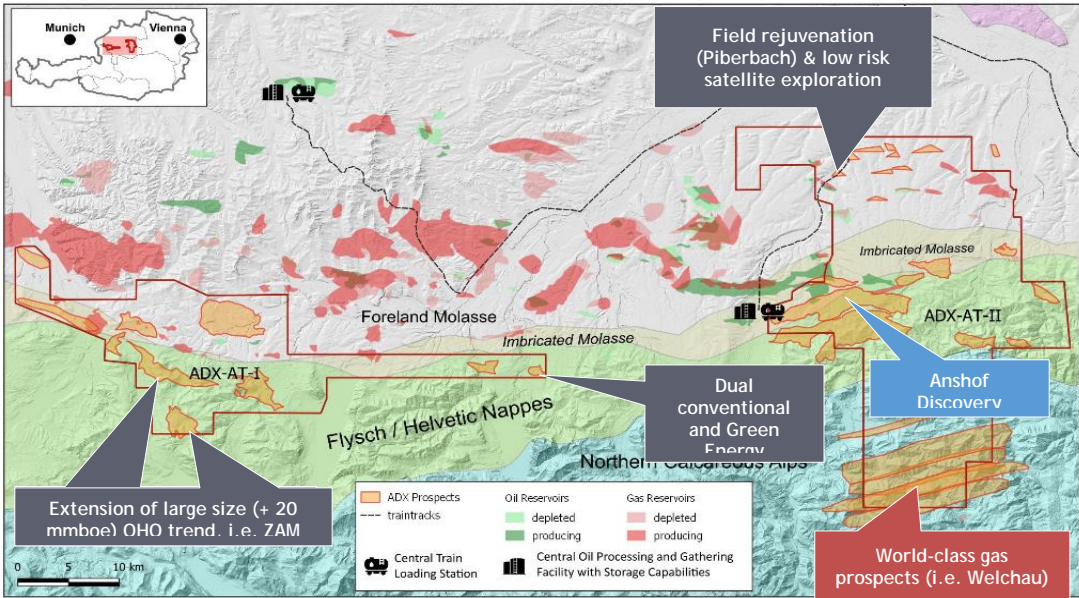 Munich
Vienna
Field rejuvenation
(Piberbach) & low risk
satellite exploration
Imbricated Molasse
Foreland Molasse
Imbricated Molasse
ADX-AT-II
ADX-AT-I
Anshof
Discovery
Dual
conventional
and Green
Energy
Flysch / Helvetic Nappes
Northern Calcareous Alps
Extension of large size (+ 20
mmboe) OHO trend, i.e. ZAM
ADX Prospects
traintracks
Oil Reservoirs
depleted
producing
Gas Reservoirs
depleted
producing
Central Train
Loading Station
Central Oil Processing and Gathering
Facility with Storage Capabilities
World-class gas
prospects (i.e. Welchau)
0 5 10 km